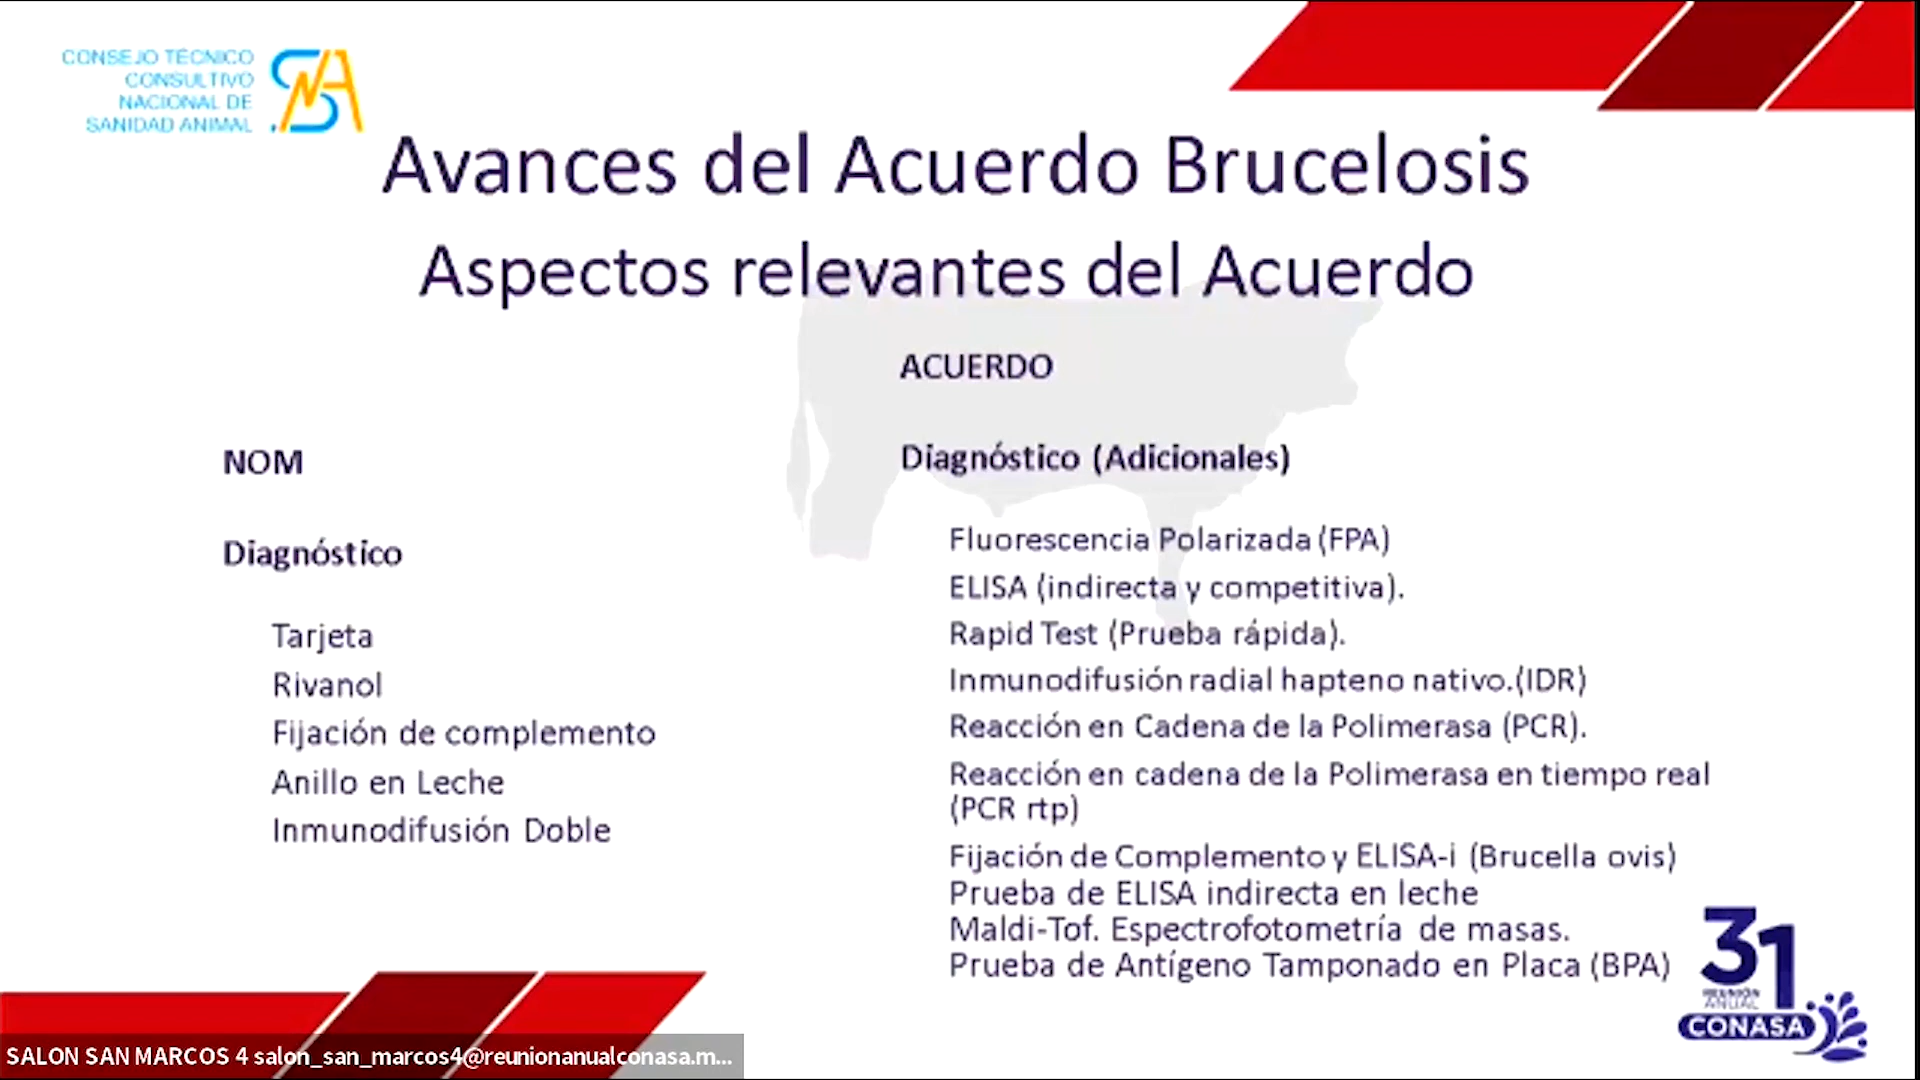 CONSEJO TÉCNICO
CONSULTIVO
NACIONAL DE
SANIDAD ANIMAL
Avances del Acuerdo Brucelosis
Aspectos relevantes del Acuerdo
NOM
Diagnóstico
Tarjeta
Rivanol
Fijación de complemento
Anillo en Leche
Inmunodifusión Doble
ACUERDO
Diagnóstico (Adicionales)
Fluorescencia Polarizada (FPA)
ELISA (indirecta y competitiva).
Rapid Test (Prueba rápida).
Inmunodifusión radial hapteno nativo.(IDR)
Reacción en Cadena de la Polimerasa (PCR).
Reacción en cadena de la Polimerasa en tiempo real
(PCR rtp)
Fijación de Complemento y ELISA-i (Brucella ovis)
Prueba de ELISA indirecta en leche
Maldi-Tof. Espectrofotometría de masas.
Prueba de Antígeno Tamponado en Placa (BPA)
31
REUNIÓN
ANUAL
CONASA
SALON SAN MARCOS 4 salon_san_marcos4@reunionanualconasa.m...